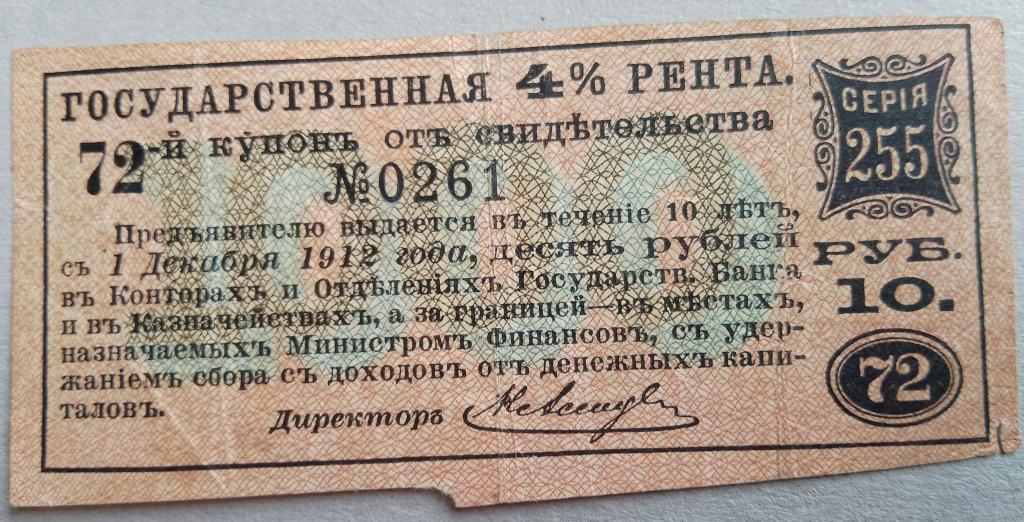 ГОСУДАРСТВЕННАЯ 4% РЕНТА.
72-й купонъ отъ свидѣтельства
№0261
Предъявителю выдается въ теченіе 10 лѣтъ,
съ 1 Декабря 1912 года, десять рублей
въ Конторахъ и Отдѣленіяхъ Государств. Банка
и въ Казначействахъ, а за границей—въ мѣстахъ,
назначаемыхъ Министромъ Финансовъ, съ удер-
жаніемъ сбора съ доходовъ отъ денежныхъ капи-
таловъ.
Директоръ
СЕРІЯ
255
РУБ.
10.
72